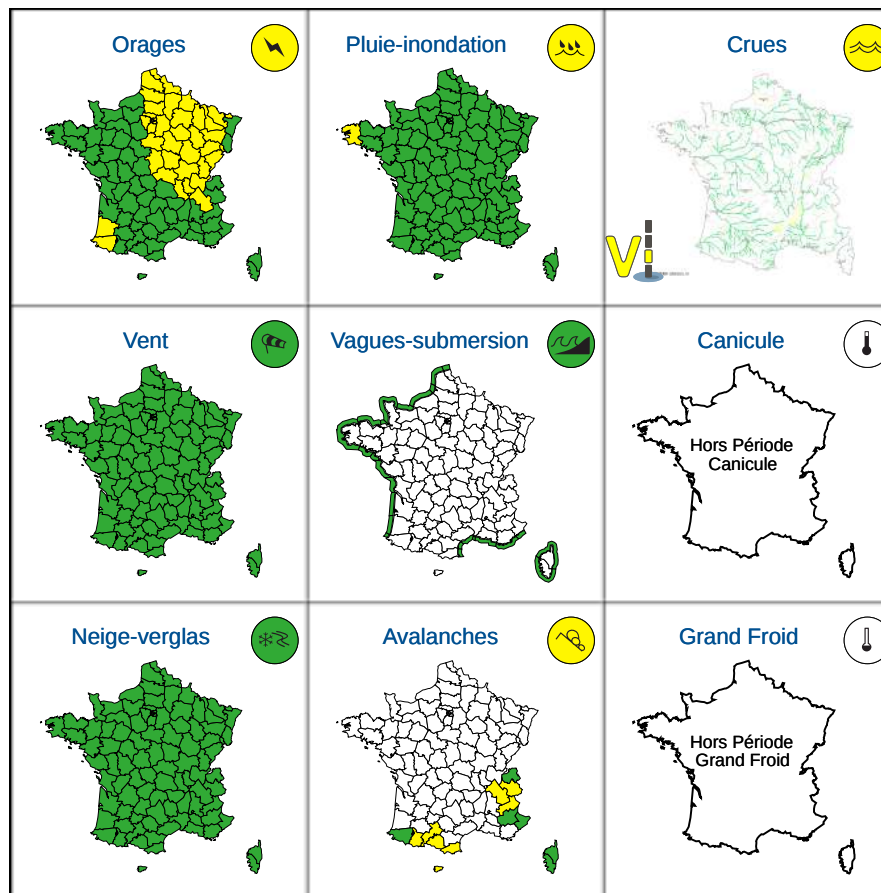 Orages
Pluie-inondation
Crues
Vi
Vent
Vagues-submersion
Canicule
Hors Période
Canicule
Neige-verglas
Avalanches
Grand Froid
Hors Période
Grand Froid